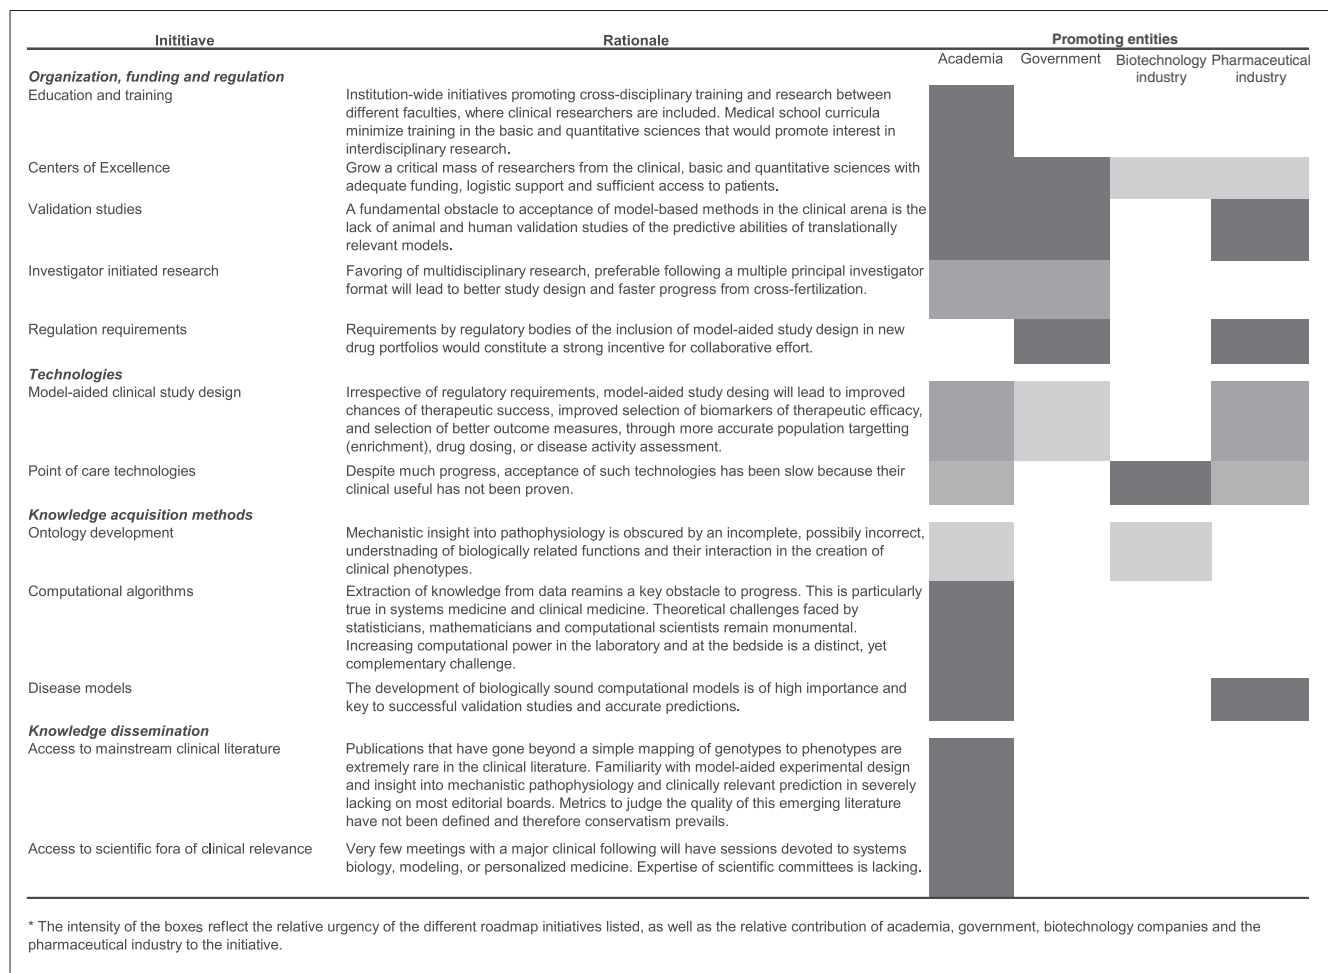 Inititiave Rationale Promoting entities
Academia Government Biotechnology industry Pharmaceutical industry
Organization, funding and regulation
Education and training
Institution-wide initiatives promoting cross-disciplinary training and research between
different faculties, where clinical researchers are included. Medical school curricula
minimize training in the basic and quantitative sciences that would promote interest in
interdisciplinary research.
Centers of Excellence
Grow a critical mass of researchers from the clinical, basic and quantitative sciences with
adequate funding, logistic support and sufficient access to patients.
Validation studies
A fundamental obstacle to acceptance of model-based methods in the clinical arena is the
lack of animal and human validation studies of the predictive abilities of translationally
relevant models.
Investigator initiated research
Favoring of multidisciplinary research, preferable following a multiple principal investigator
format will lead to better study design and faster progress from cross-fertilization.
Regulation requirements
Requirements by regulatory bodies of the inclusion of model-aided study design in new
drug portfolios would constitute a strong incentive for collaborative effort.
Technologies
Model-aided clinical study design
Irrespective of regulatory requirements, model-aided study desing will lead to improved
chances of therapeutic success, improved selection of biomarkers of therapeutic efficacy,
and selection of better outcome measures, through more accurate population targetting
(enrichment), drug dosing, or disease activity assessment.
Point of care technologies
Despite much progress, acceptance of such technologies has been slow because their
clinical useful has not been proven.
Knowledge acquisition methods
Ontology development
Mechanistic insight into pathophysiology is obscured by an incomplete, possibily incorrect,
understnading of biologically related functions and their interaction in the creation of
clinical phenotypes.
Computational algorithms
Extraction of knowledge from data reamins a key obstacle to progress. This is particularly
true in systems medicine and clinical medicine. Theoretical challenges faced by
statisticians, mathematicians and computational scientists remain monumental.
Increasing computational power in the laboratory and at the bedside is a distinct, yet
complementary challenge.
Disease models
The development of biologically sound computational models is of high importance and
key to successful validation studies and accurate predictions.
Knowledge dissemination
Access to mainstream clinical literature
Publications that have gone beyond a simple mapping of genotypes to phenotypes are
extremely rare in the clinical literature. Familiarity with model-aided experimental design
and insight into mechanistic pathophysiology and clinically relevant prediction in severely
lacking on most editorial boards. Metrics to judge the quality of this emerging literature
have not been defined and therefore conservatism prevails.
Access to scientific fora of clinical relevance
Very few meetings with a major clinical following will have sessions devoted to systems
biology, modeling, or personalized medicine. Expertise of scientific committees is lacking.
* The intensity of the boxes reflect the relative urgency of the different roadmap initiatives listed, as well as the relative contribution of academia, government, biotechnology companies and the
pharmaceutical industry to the initiative.